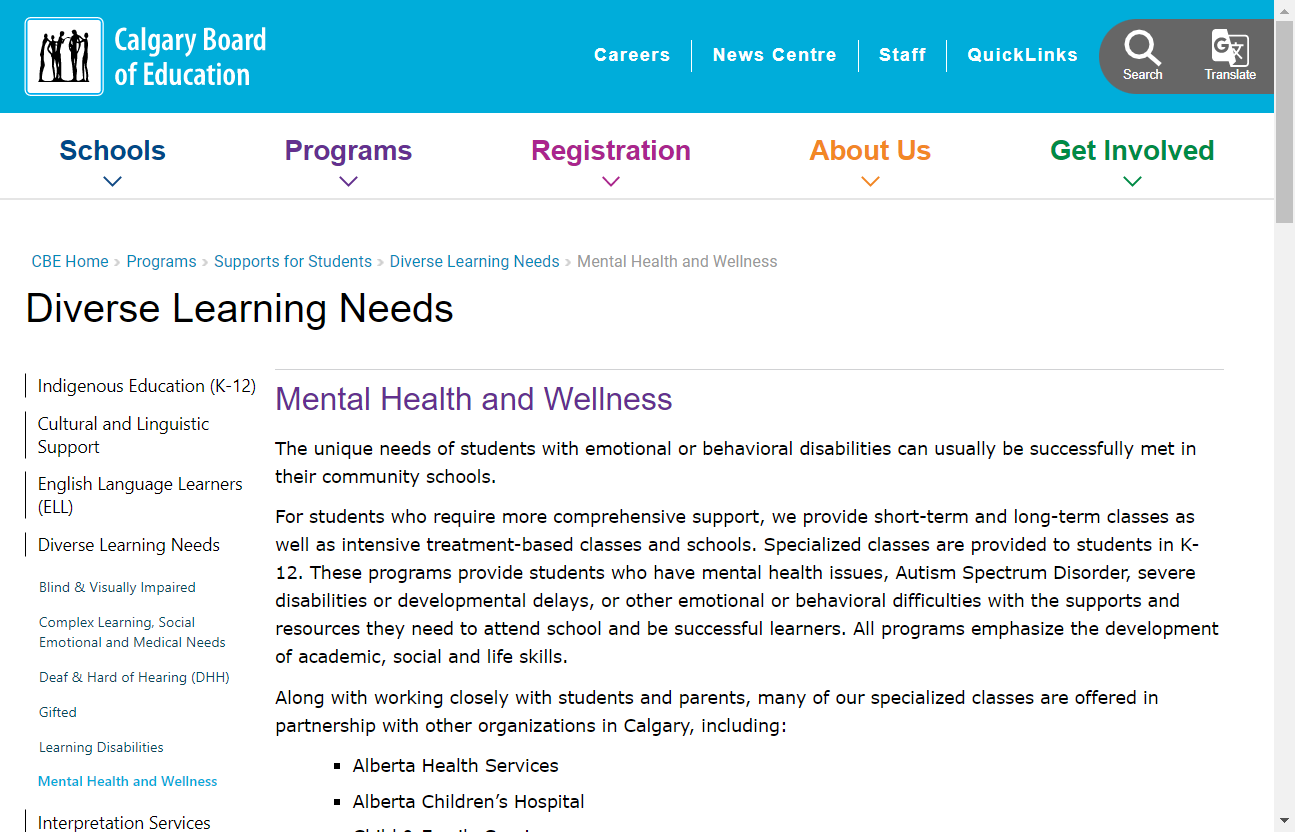 Calgary Board
of Education
Careers
News Centre
Staff
QuickLinks
Search
Translate
Schools
Programs
Registration
About Us
Get Involved
CBE Home › Programs › Supports for Students › Diverse Learning Needs › Mental Health and Wellness
Diverse Learning Needs
Indigenous Education (K-12)
Cultural and Linguistic
Support
English Language Learners
(ELL)
Diverse Learning Needs
Blind & Visually Impaired
Complex Learning, Social
Emotional and Medical Needs
Deaf & Hard of Hearing (DHH)
Gifted
Learning Disabilities
Mental Health and Wellness
Interpretation Services
Mental Health and Wellness
The unique needs of students with emotional or behavioral disabilities can usually be successfully met in
their community schools.
For students who require more comprehensive support, we provide short-term and long-term classes as
well as intensive treatment-based classes and schools. Specialized classes are provided to students in K-
12. These programs provide students who have mental health issues, Autism Spectrum Disorder, severe
disabilities or developmental delays, or other emotional or behavioral difficulties with the supports and
resources they need to attend school and be successful learners. All programs emphasize the development
of academic, social and life skills.
Along with working closely with students and parents, many of our specialized classes are offered in
partnership with other organizations in Calgary, including:
▪ Alberta Health Services
▪ Alberta Children’s Hospital